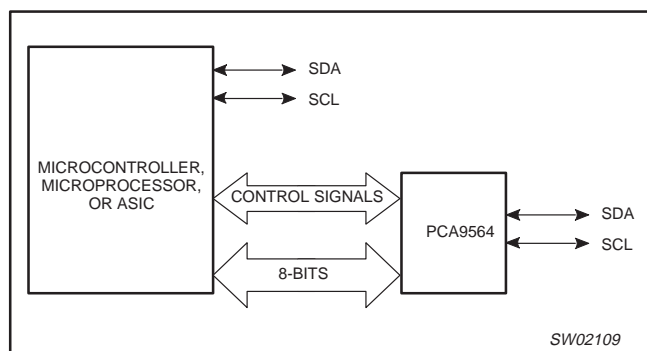 SDA
SCL
MICROCONTROLLER,
MICROPROCESSOR,
OR ASIC
CONTROL SIGNALS
8-BITS
PCA9564
SDA
SCL
SW02109